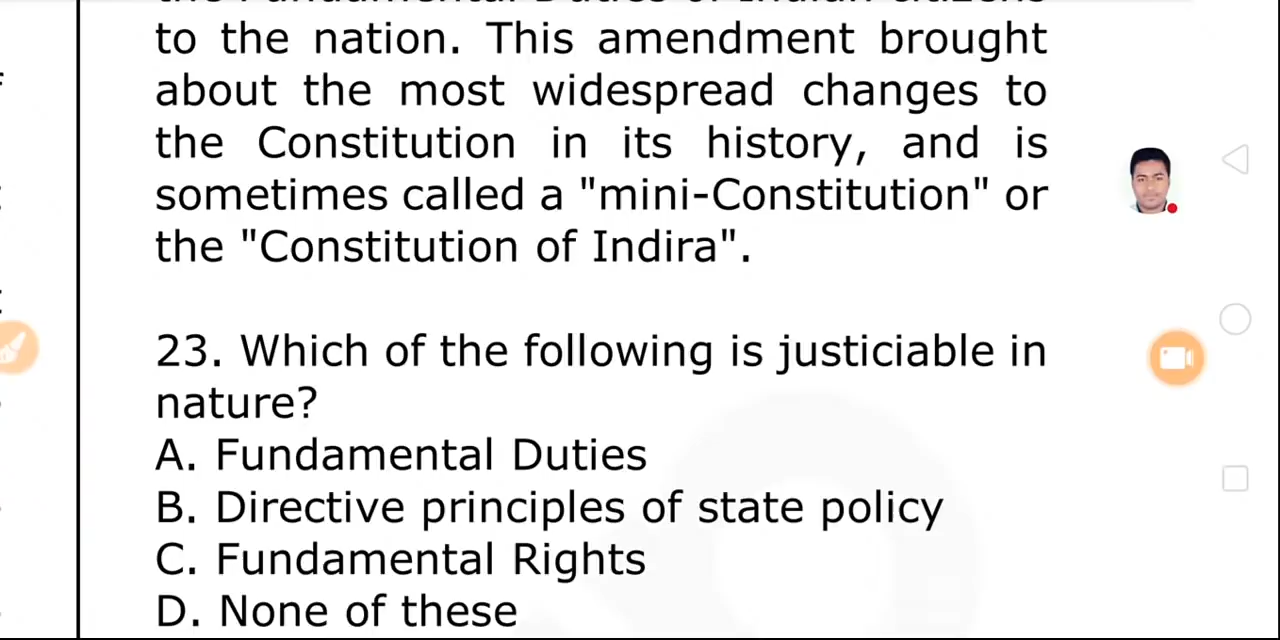 to the nation. This amendment brought
about the most widespread changes to
the Constitution in its history, and is
sometimes called a "mini-Constitution" or
the "Constitution of Indira".
23. Which of the following is justiciable in
nature?
A. Fundamental Duties
B. Directive principles of state policy
C. Fundamental Rights
D. None of these